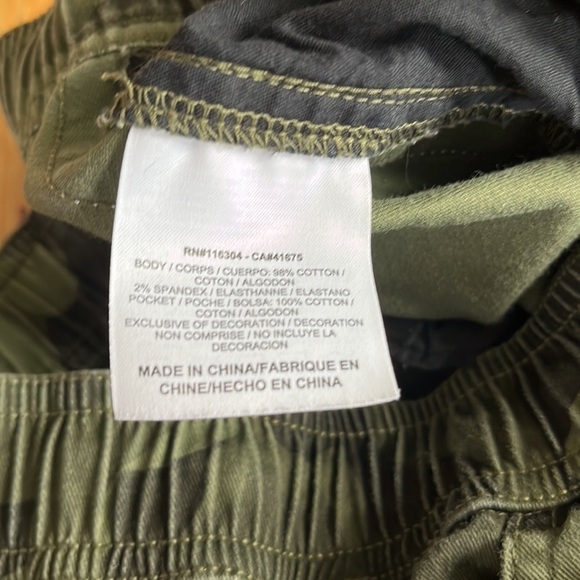 RN#116304 - CA#41675
BODY / CORPS / CUERPO: 98% COTTON /
COTON / ALGODON
2% SPANDEX / ELASTHANNE / ELASTANO
POCKET / POCHE / BOLSA: 100% COTTON /
COTON / ALGODON
EXCLUSIVE OF DECORATION / DECORATION
NON COMPRISE / NO INCLUYE LA
DECORACION
MADE IN CHINA/FABRIQUE EN
CHINE/HECHO EN CHINA